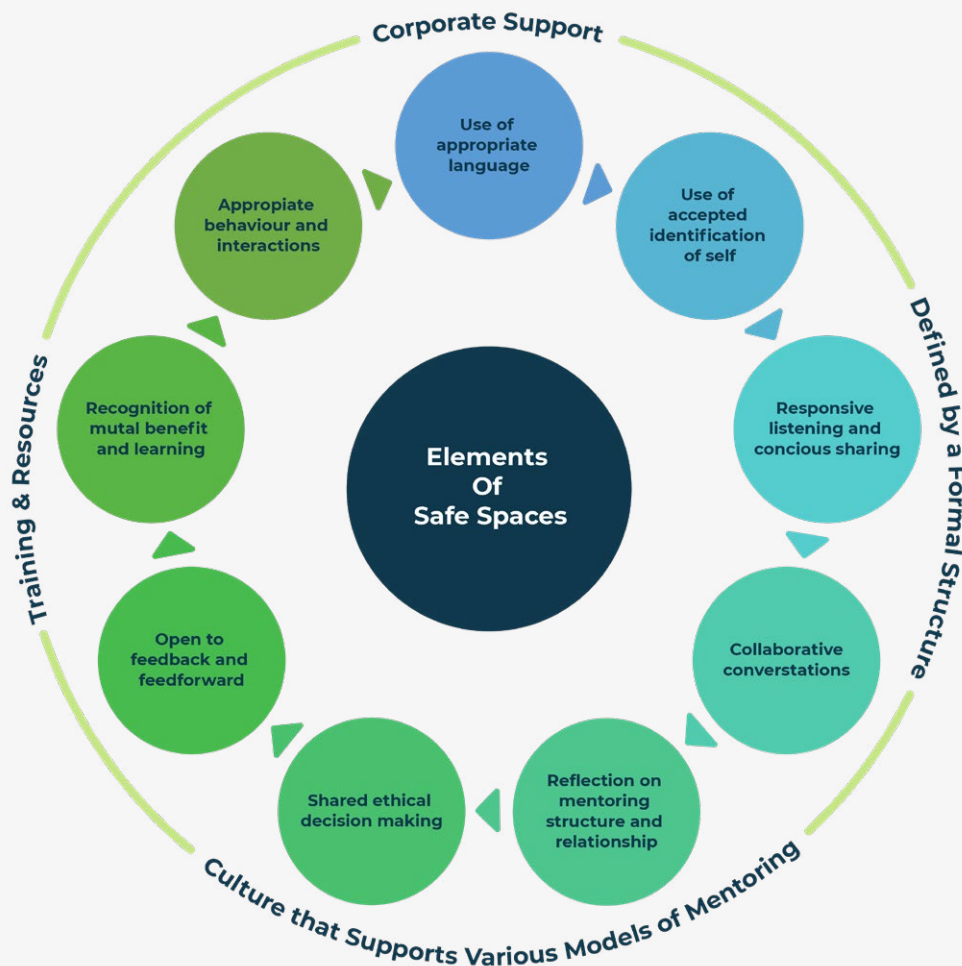 Corporate Support
Use of
appropriate
language
Use of
accepted
identification
of self
Defined by a Formal Structure
Responsive
listening and
concious sharing
Collaborative
converstations
Reflection on
mentoring
structure and
relationship
Culture that Supports Various Models of Mentoring
Shared ethical
decision making
Open to
feedback and
feedforward
Training & Resources
Recognition of
mutal benefit
and learning
Appropiate
behaviour and
interactions
Elements
Of
Safe Spaces